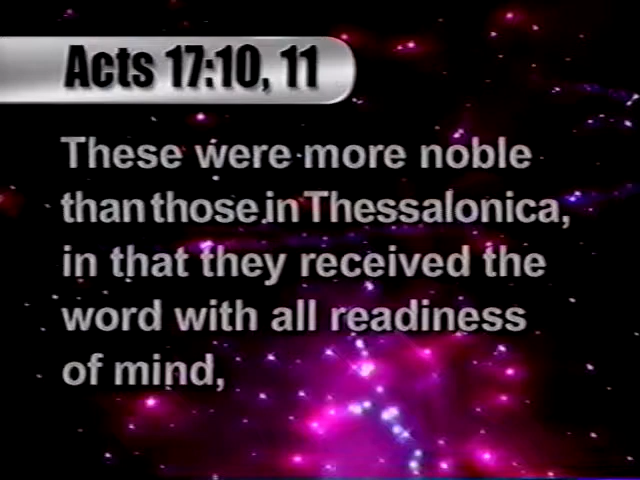 Acts 17:10, 11
These were more noble
than those in Thessalonica,
in that they received the
word with all readiness
of mind,